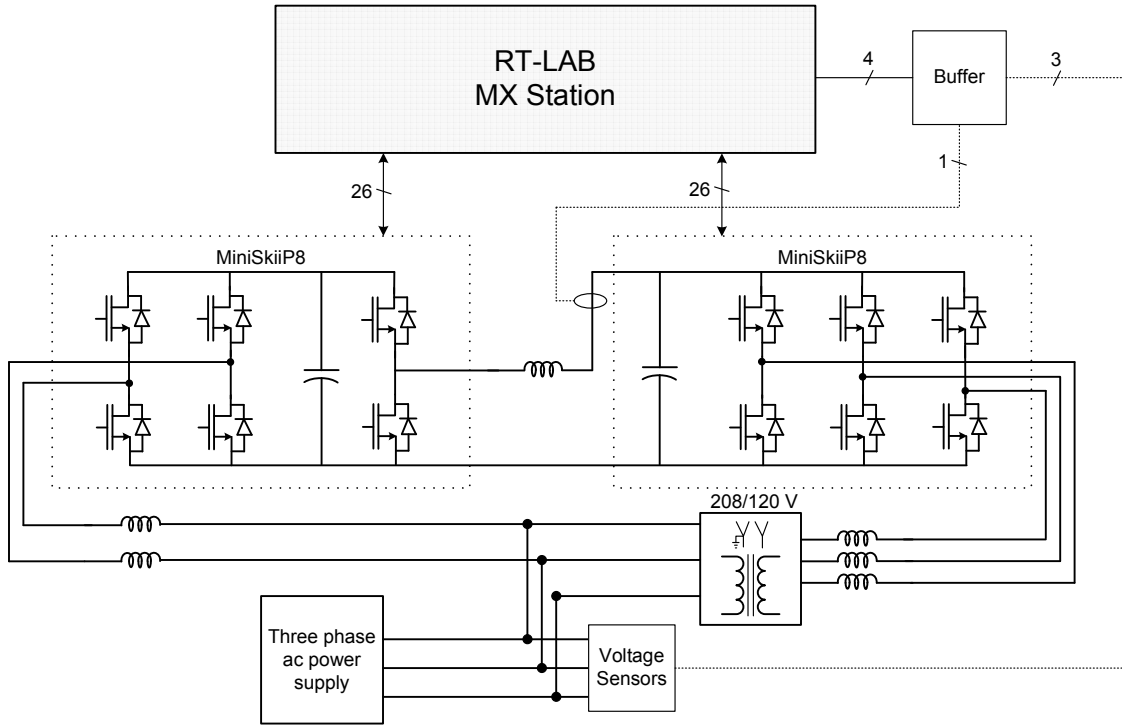 RT-LAB
MX Station
4
Buffer
3
1
26
26
MiniSkiiP8
MiniSkiiP8
208/120 V
Three phase
ac power
supply
Voltage
Sensors